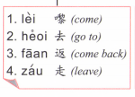 1. lèi 嚟 (come)
2. heoi 去 (go to)
3. fāan 返 (come back)
4. záu 走 (leave)